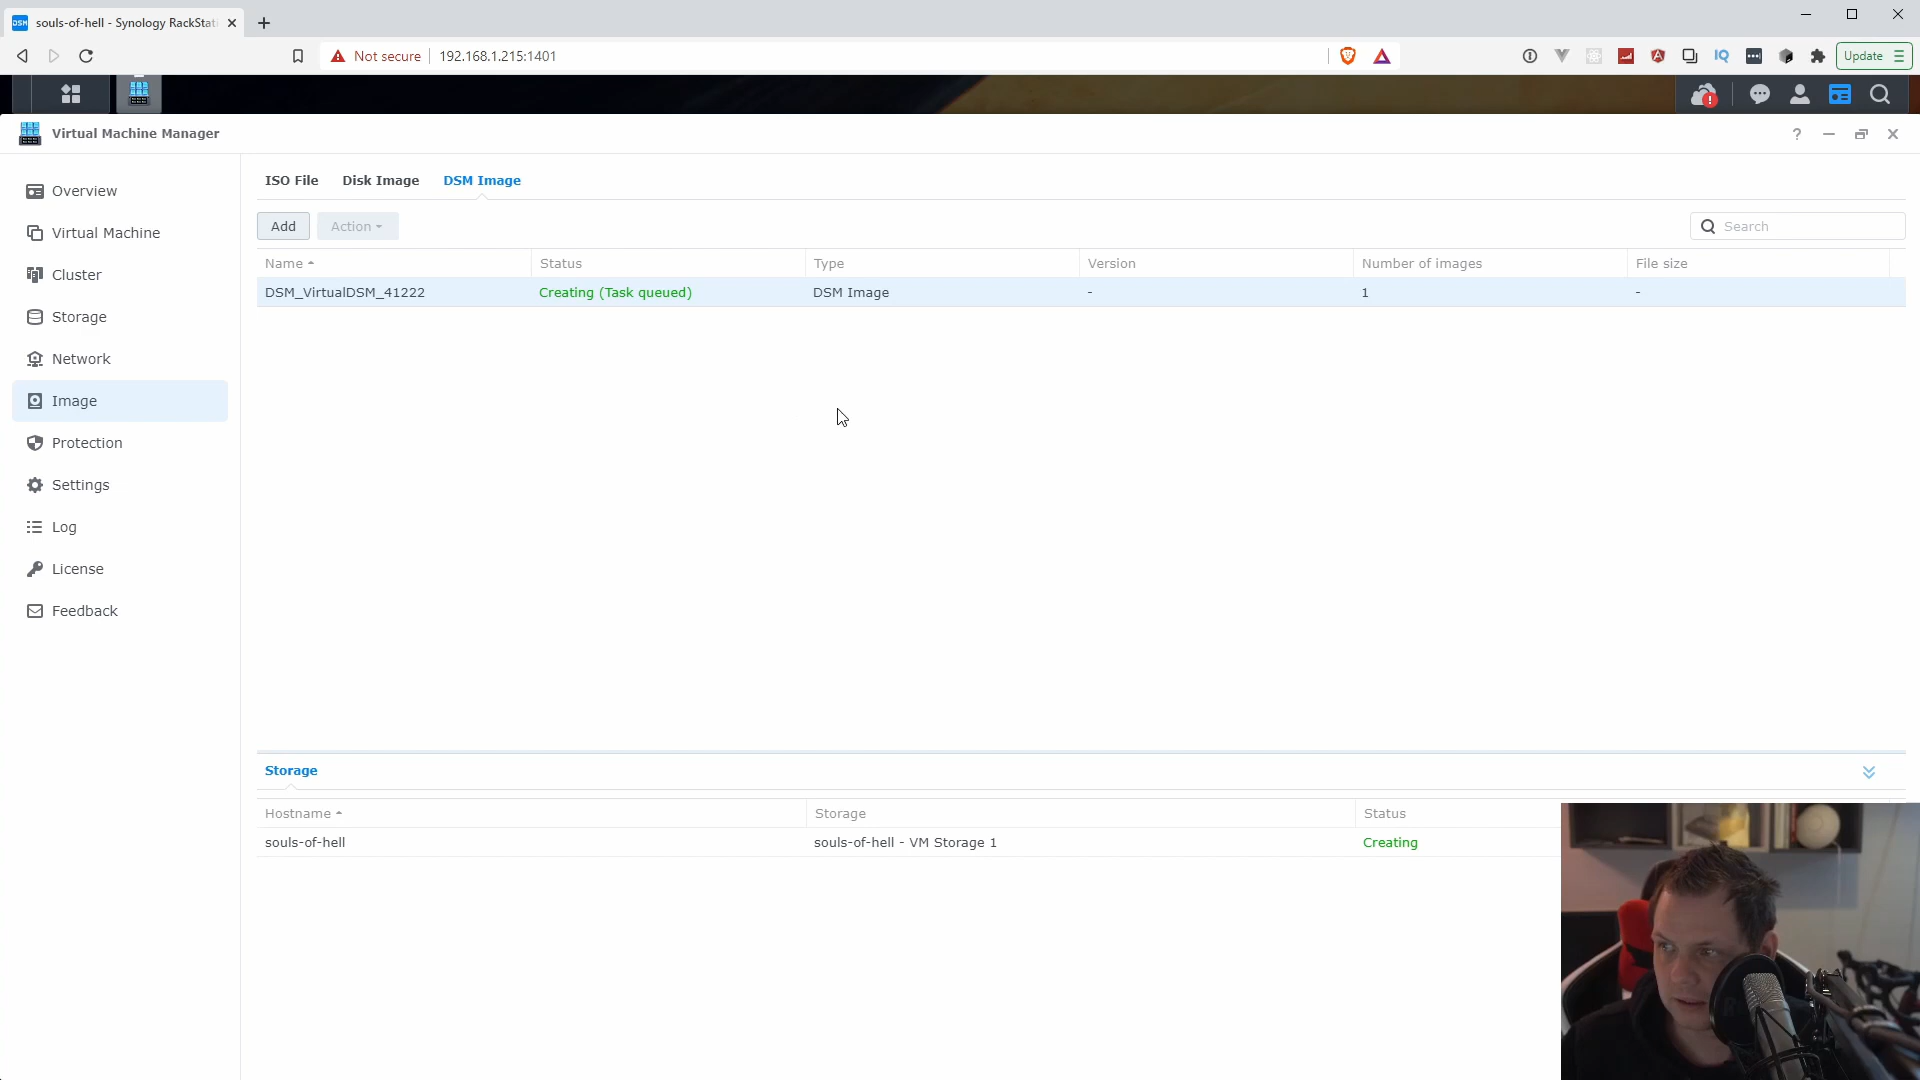 souls-of-hell - Synology RackStat
Not secure
192.168.1.215:1401
Update
Virtual Machine Manager
Overview
Virtual Machine
Cluster
Storage
Network
Image
Protection
Settings
Log
License
Feedback
ISO File
Disk Image
DSM Image
Add
Action
Search
Name
Status
Type
Version
Number of images
File size
DSM_VirtualDSM_41222
Creating (Task queued)
DSM Image
-
1
-
Storage
Hostname
Storage
Status
souls-of-hell
souls-of-hell - VM Storage 1
Creating